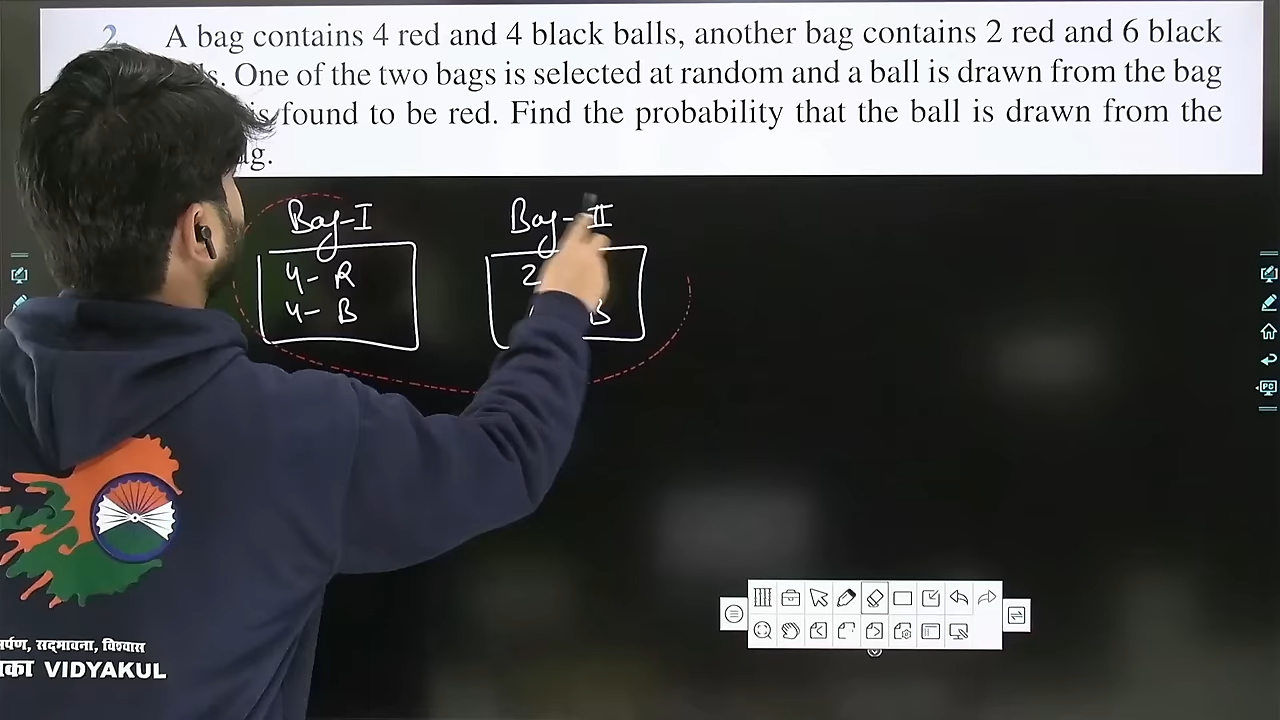 2. A bag contains 4 red and 4 black balls, another bag contains 2 red and 6 black
One of the two bags is selected at random and a ball is drawn from the bag
is found to be red. Find the probability that the ball is drawn from the
Bag-I
Bag-II
4- R
4- B
2
B
समर्पण, सद्भावना, विश्वास
VIDYAKUL